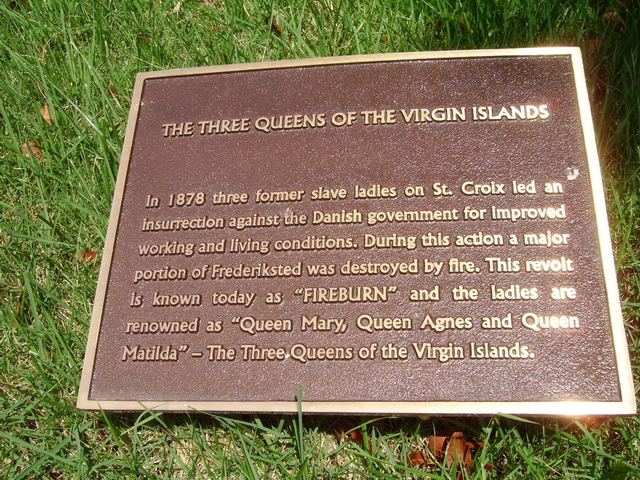 THE THREE QUEENS OF THE VIRGIN ISLANDS
In 1878 three former slave ladies on St. Croix led an
insurrection against the Danish government for improved
working and living conditions. During this action a major
portion of Frederiksted was destroyed by fire. This revolt
is known today as "FIREBURN" and the ladies are
renowned as "Queen Mary, Queen Agnes and Queen
Matilda" – The Three Queens of the Virgin Islands.